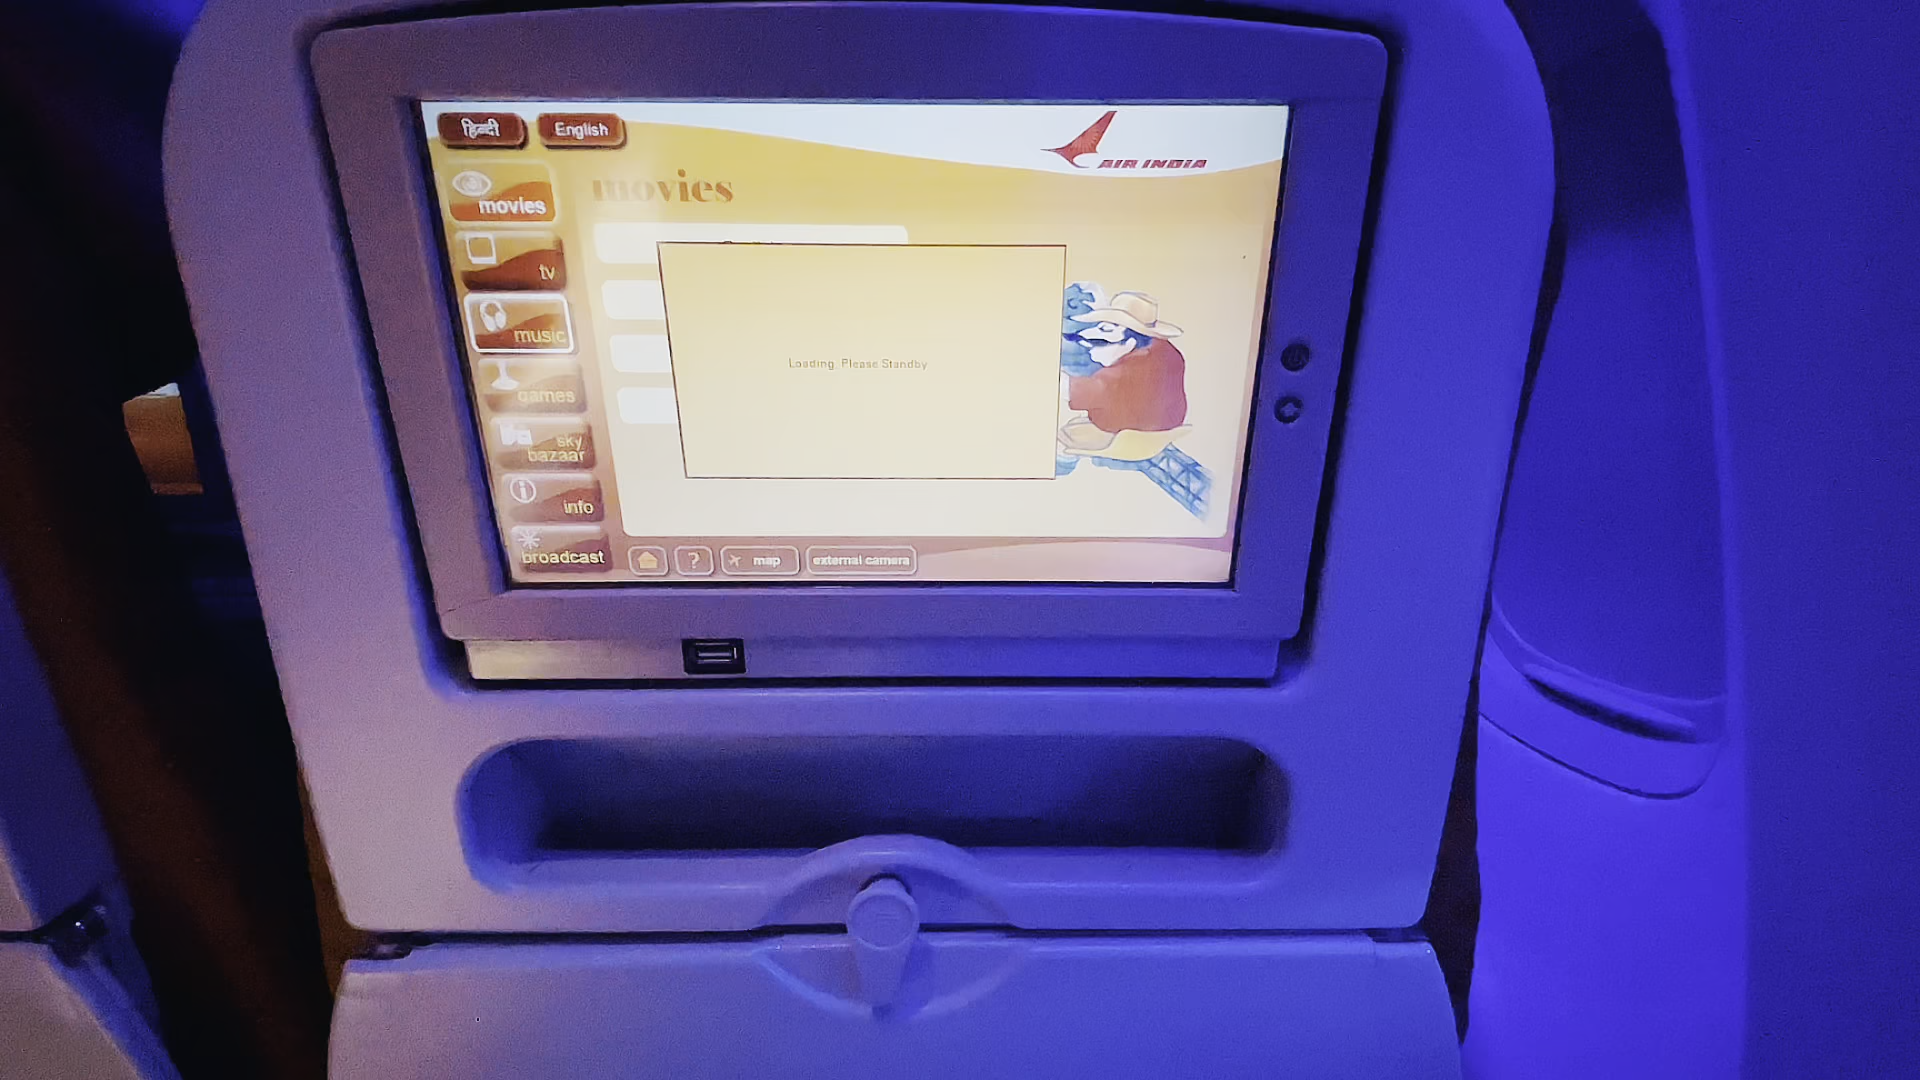 हिन्दी
English
AIR INDIA
movies
movies
tv
music
games
sky
bazaar
info
broadcast
Loading, Please Standby
?
map
external camera